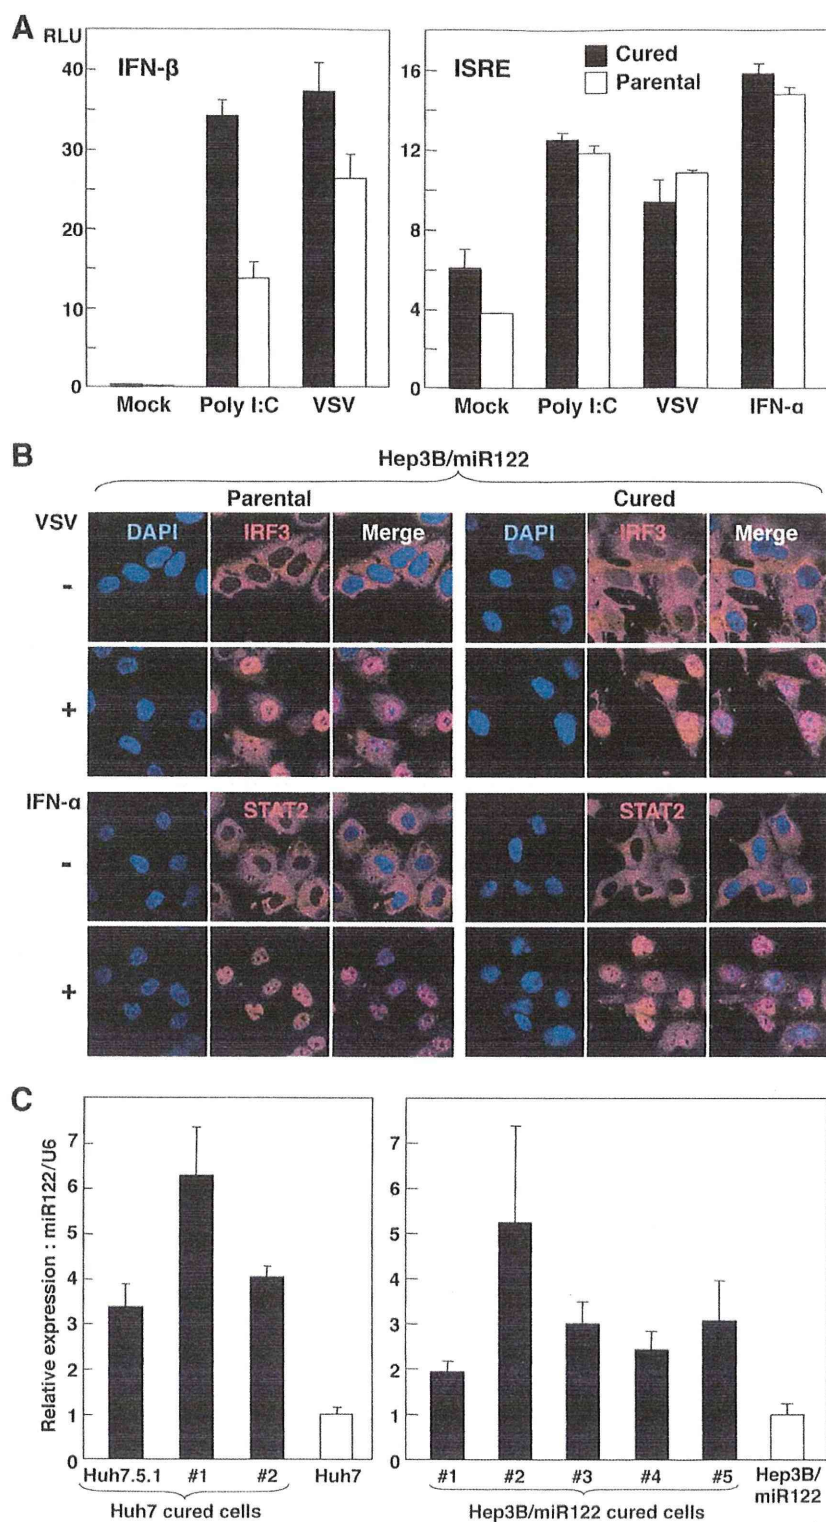 A
RLU
IFN-β
40
30
20
10
0
Mock Poly I:C VSV
ISRE
Cured
Parental
16
12
8
4
0
Mock Poly I:C VSV IFN-α
B
Hep3B/miR122
Parental Cured
VSV
DAPI IRF3 Merge DAPI IRF3 Merge
-
+
IFN-α
STAT2 STAT2
-
+
C
Relative expression : miR122/U6
7
6
5
4
3
2
1
0
Huh7.5.1 #1 #2 Huh7
Huh7 cured cells
7
6
5
4
3
2
1
0
#1 #2 #3 #4 #5 Hep3B/
miR122
Hep3B/miR122 cured cells